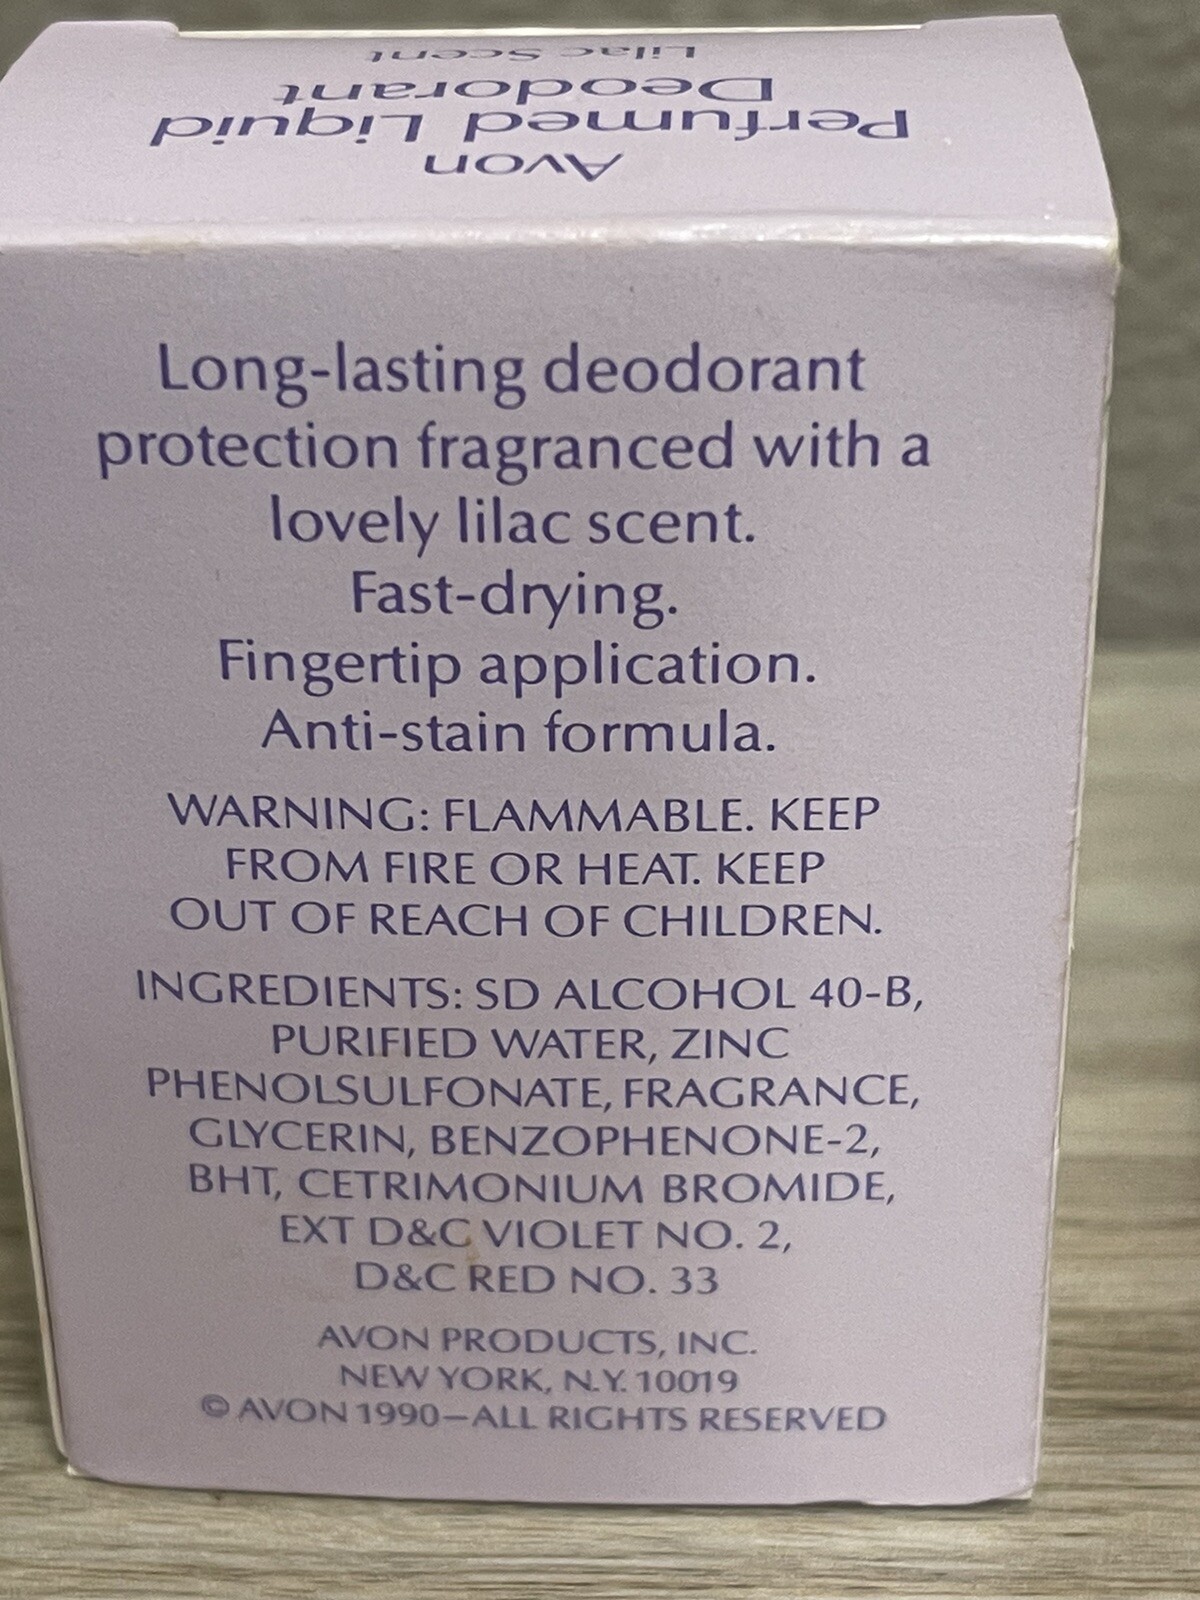 Avon
Perfumed Liquid
Deodorant
Lilac Scent
Long-lasting deodorant
protection fragranced with a
lovely lilac scent.
Fast-drying.
Fingertip application.
Anti-stain formula.
WARNING: FLAMMABLE. KEEP
FROM FIRE OR HEAT. KEEP
OUT OF REACH OF CHILDREN.
INGREDIENTS: SD ALCOHOL 40-B,
PURIFIED WATER, ZINC
PHENOLSULFONATE, FRAGRANCE,
GLYCERIN, BENZOPHENONE-2,
BHT, CETRIMONIUM BROMIDE,
EXT D&C VIOLET NO. 2,
D&C RED NO. 33
AVON PRODUCTS, INC.
NEW YORK, N.Y. 10019
© AVON 1990–ALL RIGHTS RESERVED